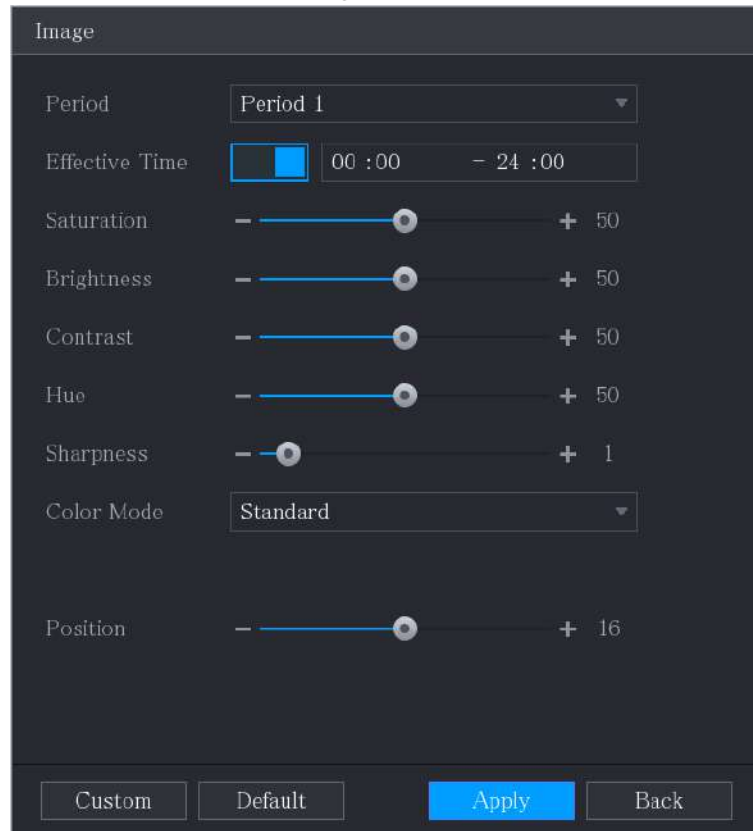 Image
Period Period 1
Effective Time 00 :00 - 24 :00
Saturation - + 50
Brightness - + 50
Contrast - + 50
Hue - + 50
Sharpness - + 1
Color Mode Standard
Position - + 16
Custom Default Apply Back